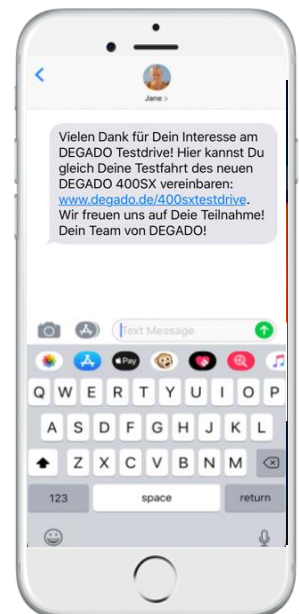 Jane >
Vielen Dank für Dein Interesse am
DEGADO Testdrive! Hier kannst Du
gleich Deine Testfahrt des neuen
DEGADO 400SX vereinbaren:
www.degado.de/400sxtestdrive.
Wir freuen uns auf Deie Teilnahme!
Dein Team von DEGADO!
Text Message
Pay
Q W E R T Y U I O P
A S D F G H J K L
Z X C V B N M
123 space return